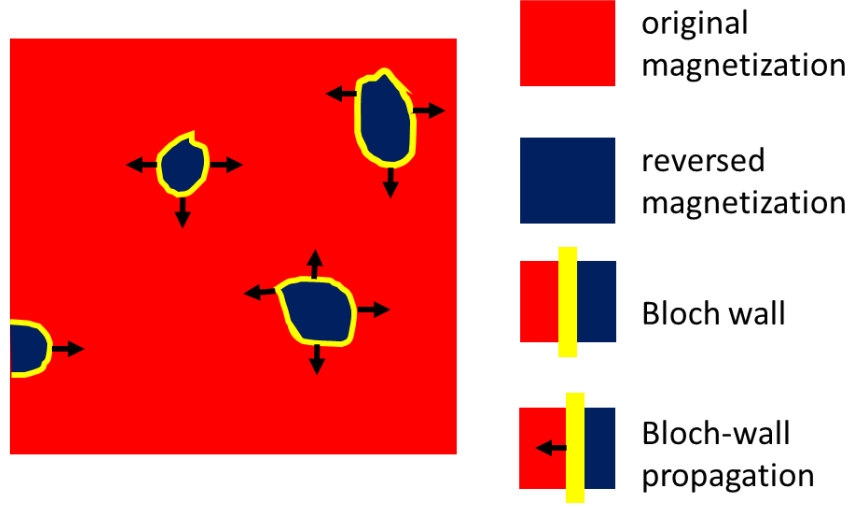 original
magnetization
reversed
magnetization
Bloch wall
Bloch-wall
propagation